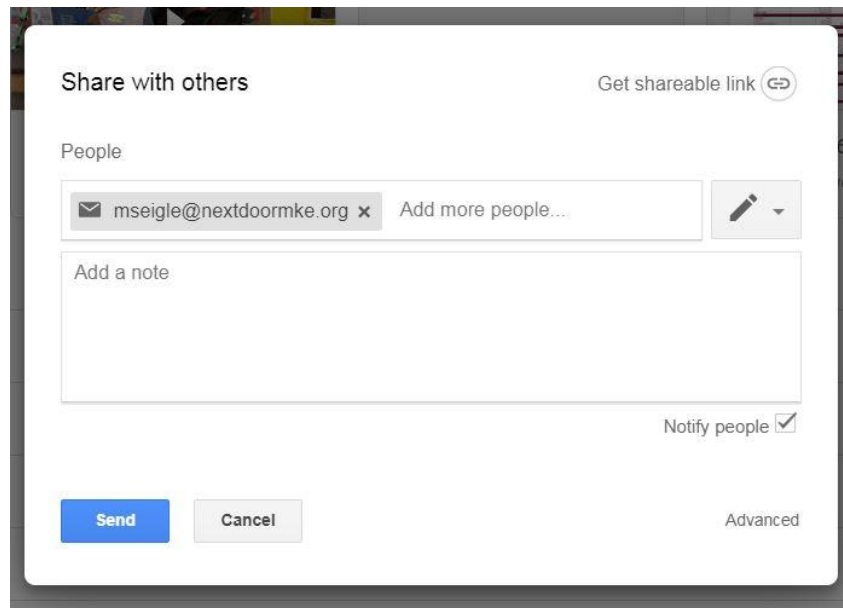 Share with others
Get shareable link
People
mseigle@nextdoormke.org × Add more people...
Add a note
Notify people
Send
Cancel
Advanced